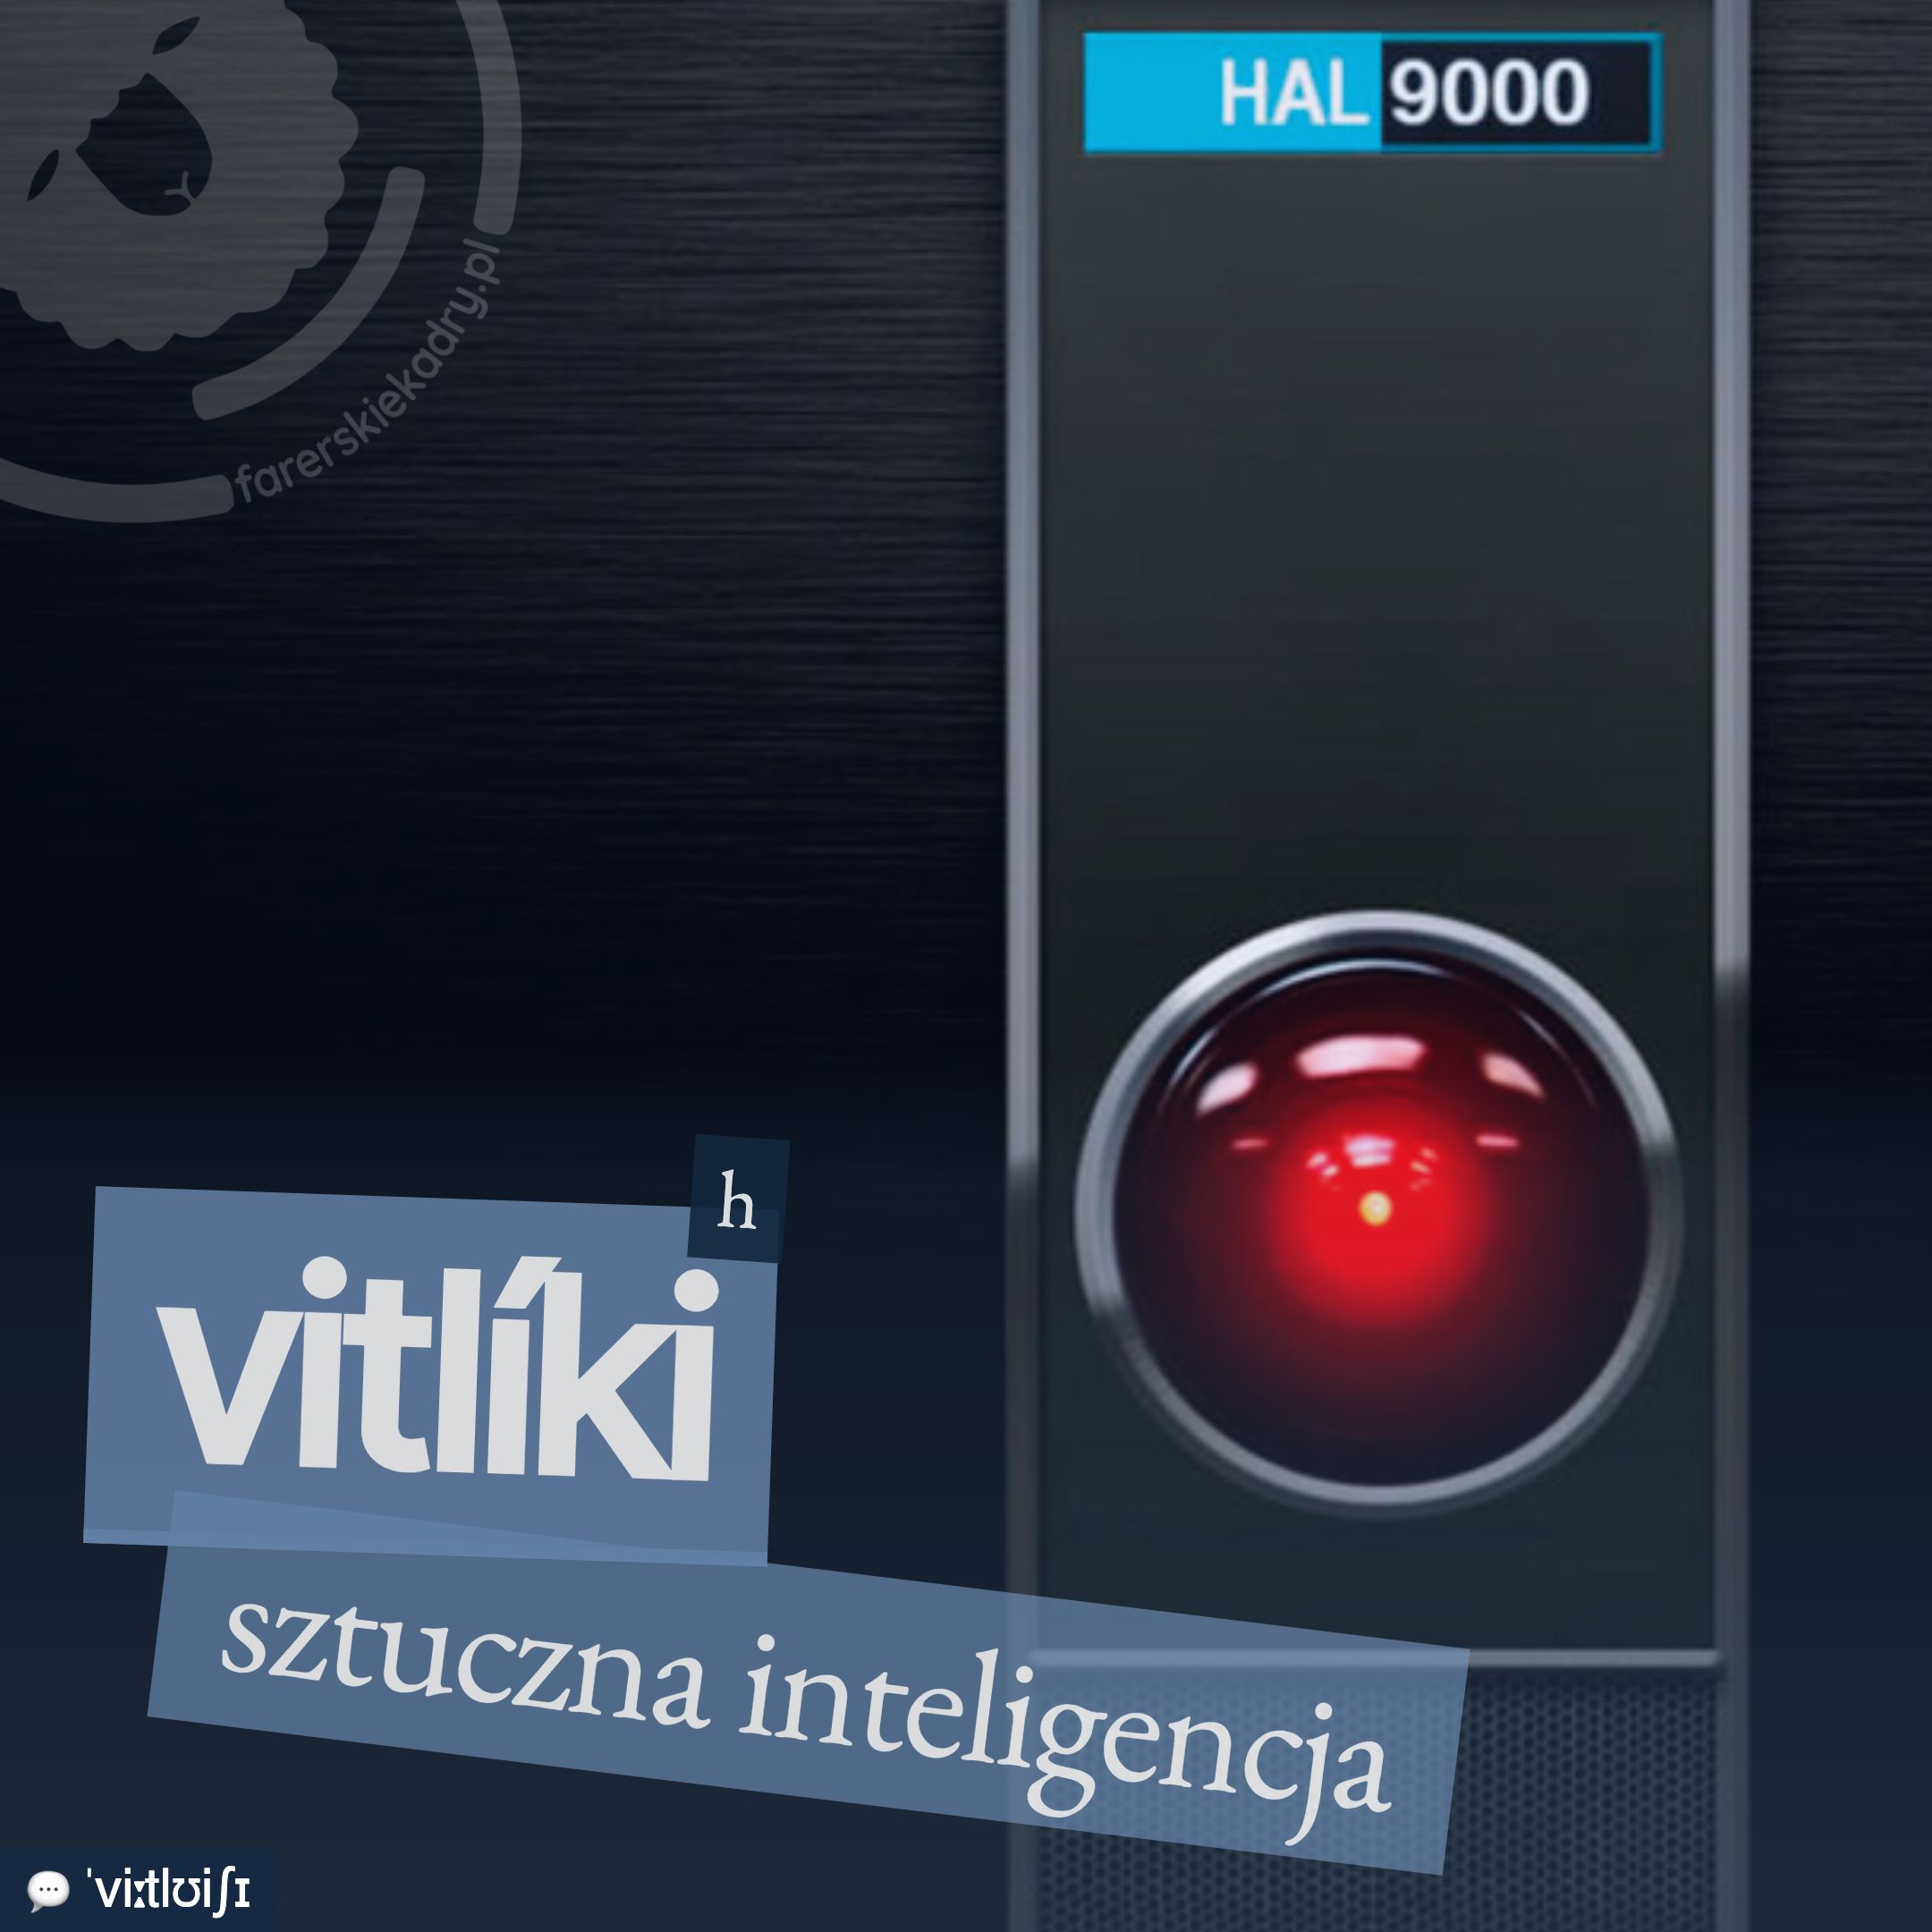 HAL 9000
farerskiekadry.pl
h
vitlíki
sztuczna inteligencja
💬 ˈviːtlʊiʃɪ